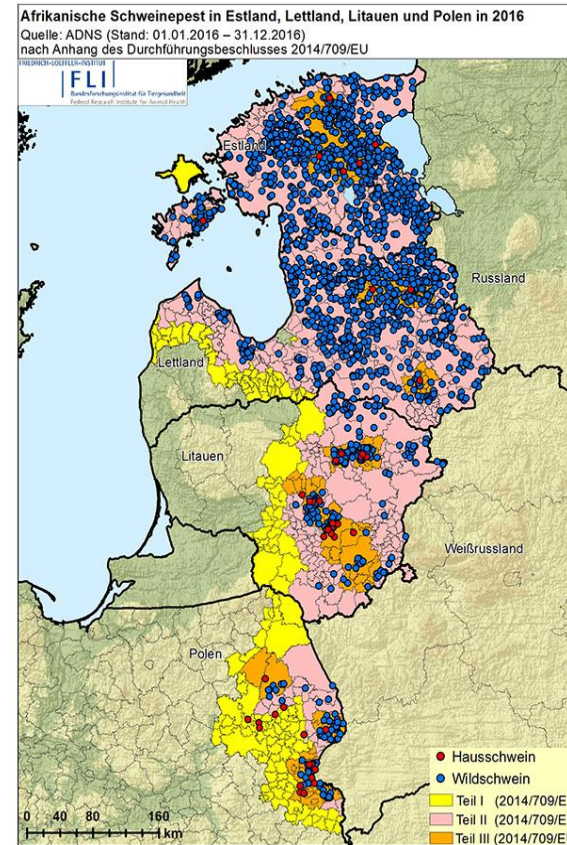 Afrikanische Schweinepest in Estland, Lettland, Litauen und Polen in 2016
Quelle: ADNS (Stand: 01.01.2016 – 31.12.2016)
nach Anhang des Durchführungsbeschlusses 2014/709/EU
FRIEDRICH-LOEFFLER-INSTITUT
FLI
Bundesforschungsinstitut für Tiergesundheit
Federal Research Institute for Animal Health
Estland
Russland
Lettland
Litauen
Weißrussland
Polen
Hausschwein
Wildschwein
Teil I (2014/709/E
Teil II (2014/709/E
Teil III (2014/709/EU
0 40 80 160
km